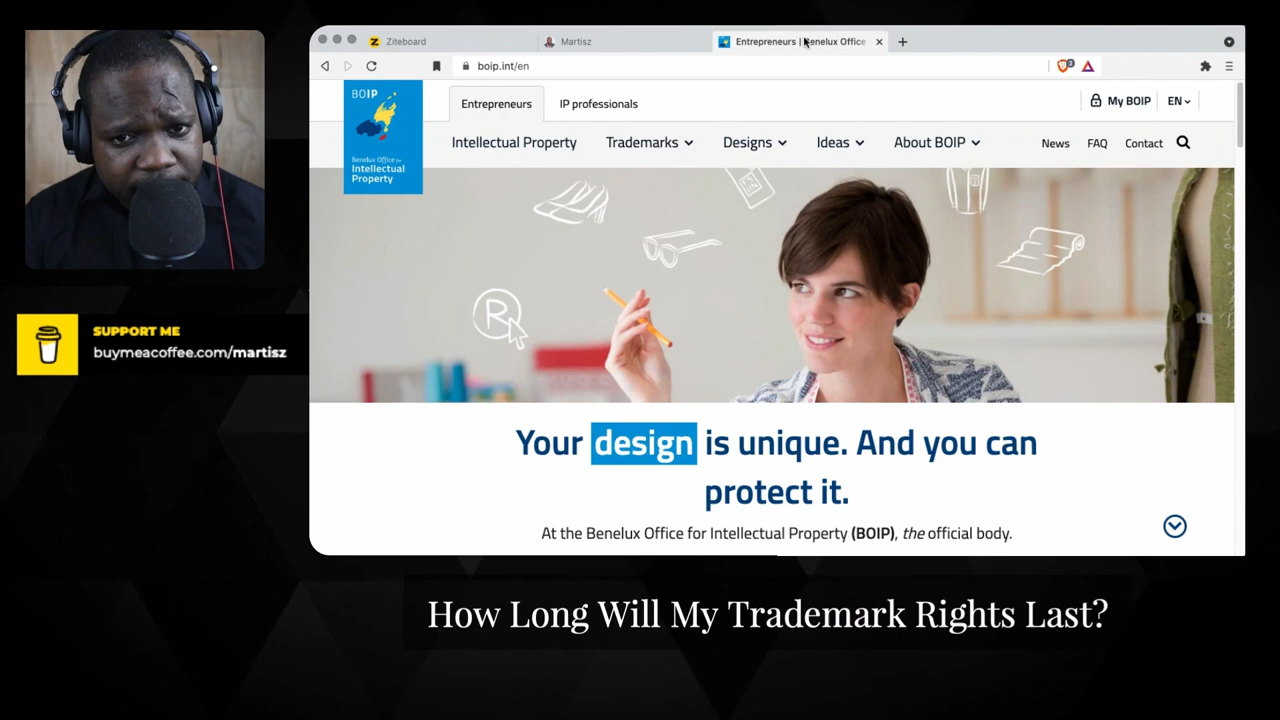 Ziteboard
Martisz
Entrepreneurs | Benelux Office
boip.int/en
2
BOIP
Benelux Office for
Intellectual
Property
Entrepreneurs
IP professionals
My BOIP
EN
Intellectual Property
Trademarks
Designs
Ideas
About BOIP
News
FAQ
Contact
R
Your design is unique. And you can
protect it.
At the Benelux Office for Intellectual Property (BOIP), the official body.
SUPPORT ME
buymeacoffee.com/martisz
How Long Will My Trademark Rights Last?